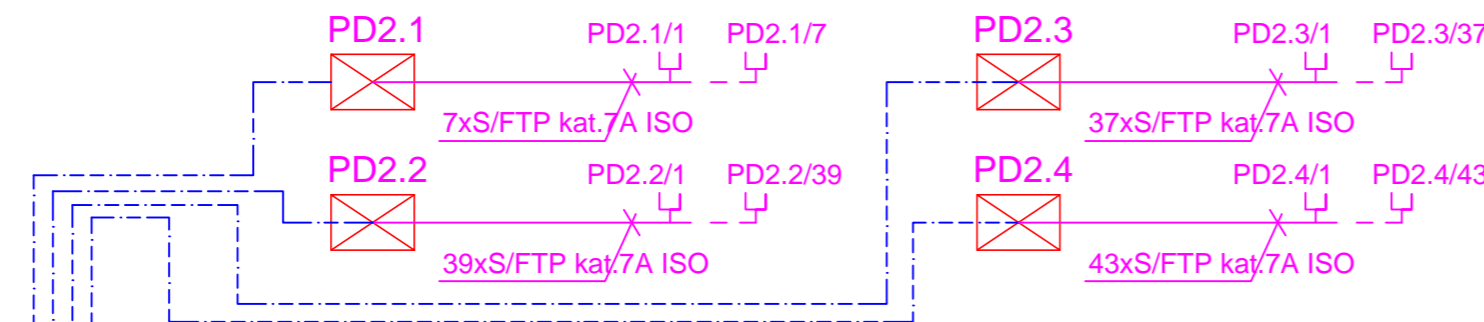 PD2.1 PD2.1/1 PD2.1/7
7xS/FTP kat.7A ISO
PD2.3 PD2.3/1 PD2.3/37
37xS/FTP kat.7A ISO
PD2.2 PD2.2/1 PD2.2/39
39xS/FTP kat.7A ISO
PD2.4 PD2.4/1 PD2.4/43
43xS/FTP kat.7A ISO